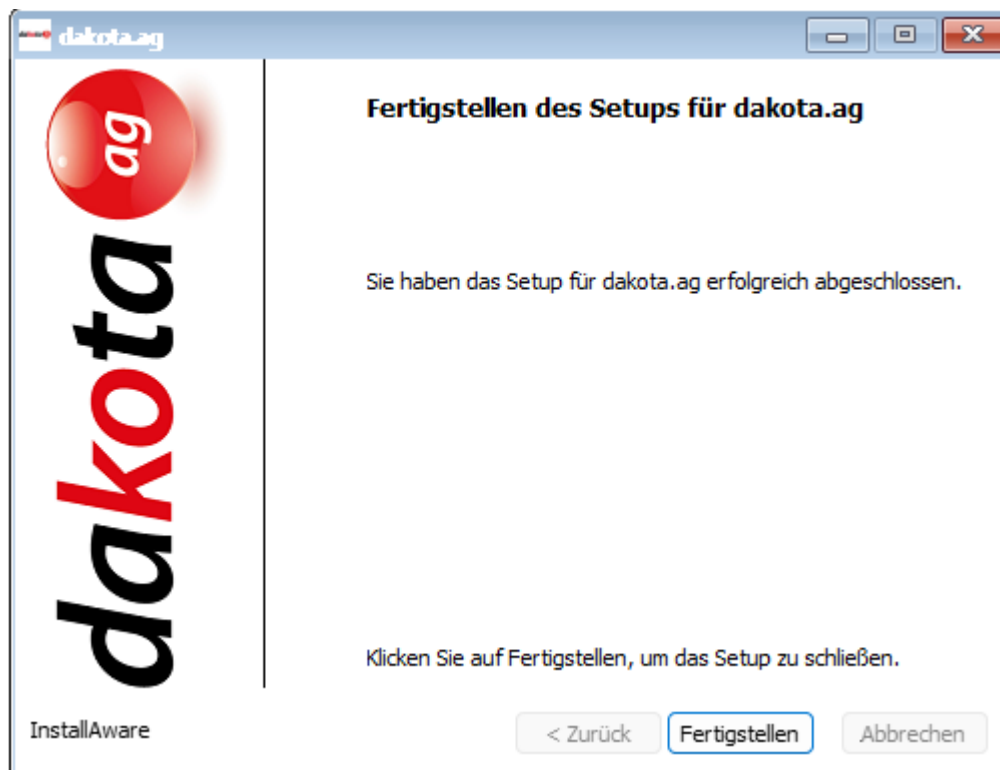 dakota.ag
dakota ag
Fertigstellen des Setups für dakota.ag
Sie haben das Setup für dakota.ag erfolgreich abgeschlossen.
Klicken Sie auf Fertigstellen, um das Setup zu schließen.
InstallAware
< Zurück
Fertigstellen
Abbrechen